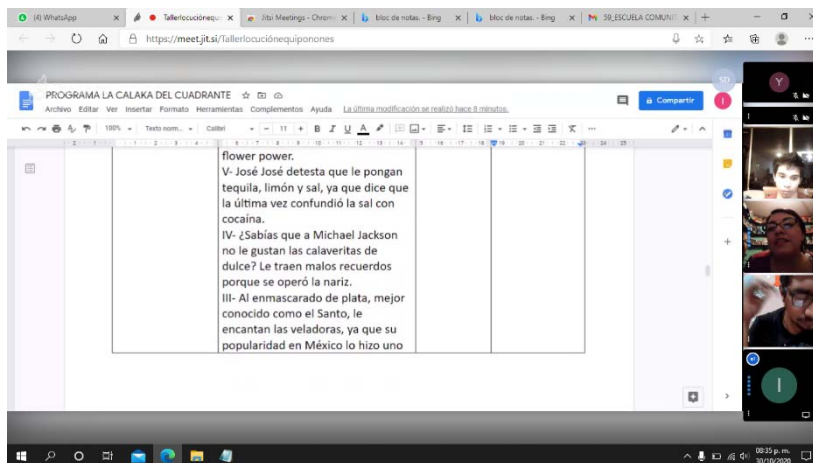 (4) WhatsApp
Jitsi Meetings - Chrom
bloc de notas. - Bing
bloc de notas. - Bing
59_ESCUELA COMUNIT
https://meet.jit.si/Tallerlocuciónequiponones
SD
PROGRAMA LA CALAKA DEL CUADRANTE
Archivo Editar Ver Insertar Formato Herramientas Complementos Ayuda La última modificación se realizó hace 8 minutos.
Compartir
I
Y
100% Texto norm... Calibri 11 B I U A
flower power.
V- José José detesta que le pongan
tequila, limón y sal, ya que dice que
la última vez confundió la sal con
cocaína.
IV- ¿Sabías que a Michael Jackson
no le gustan las calaveritas de
dulce? Le traen malos recuerdos
porque se operó la nariz.
III- Al enmascarado de plata, mejor
conocido como el Santo, le
encantan las veladoras, ya que su
popularidad en México lo hizo uno
I
08:35 p. m.
30/10/2020